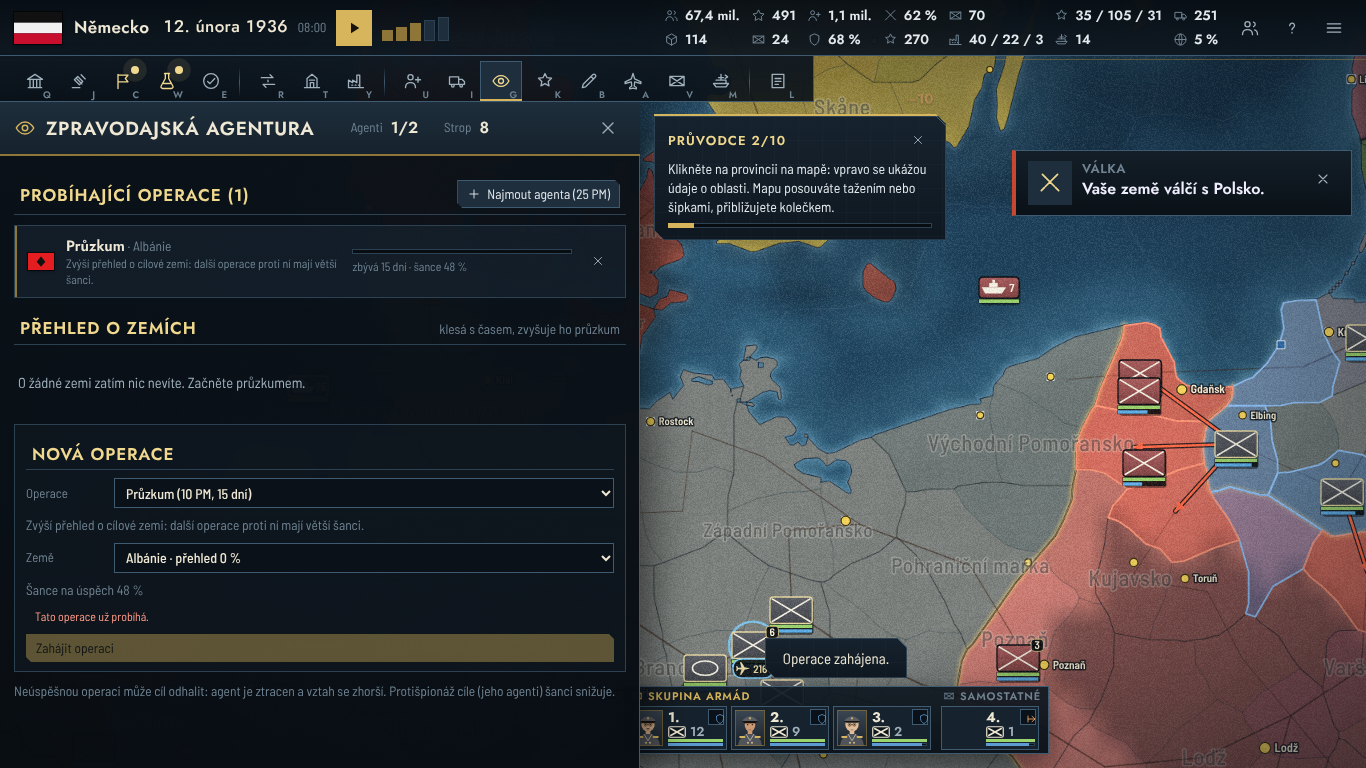 Německo 12. února 1936 08:00
67,4 mil. 491 1,1 mil. 62 % 70 35 / 105 / 31 251
114 24 68 % 270 40 / 22 / 3 14 5 %
?
Q J C W E R T Y U I G K B A V M L
ZPRAVODAJSKÁ AGENTURA Agenti 1/2 Strop 8
PROBÍHAJÍCÍ OPERACE (1) Najmout agenta (25 PM)
Průzkum · Albánie
Zvýší přehled o cílové zemi: další operace proti ní mají větší
šanci.
zbývá 15 dní · šance 48 %
PŘEHLED O ZEMÍCH klesá s časem, zvyšuje ho průzkum
O žádné zemi zatím nic nevíte. Začněte průzkumem.
NOVÁ OPERACE
Operace Průzkum (10 PM, 15 dní)
Zvýší přehled o cílové zemi: další operace proti ní mají větší šanci.
Země Albánie · přehled 0 %
Šance na úspěch 48 %
Tato operace už probíhá.
Zahájit operaci
Neúspěšnou operaci může cíl odhalit: agent je ztracen a vztah se zhorší. Protišpionáž cíle (jeho agenti) šanci snižuje.
PRŮVODCE 2/10
Klikněte na provincii na mapě: vpravo se ukážou
údaje o oblasti. Mapu posouváte tažením nebo
šipkami, přibližujete kolečkem.
VÁLKA
Vaše země válčí s Polsko.
Skåne
10
7
Gdaňsk
Elbing
Rostock
Východní Pomořansko
Západní Pomořansko
Pohraniční marka
Kujavsko
Toruň
Poznaň
3
Poznaň
6
216
Operace zahájena.
Lodž
Lodž
SKUPINA ARMÁD SAMOSTATNÉ
1. 2. 3. 4.
12 9 2 1